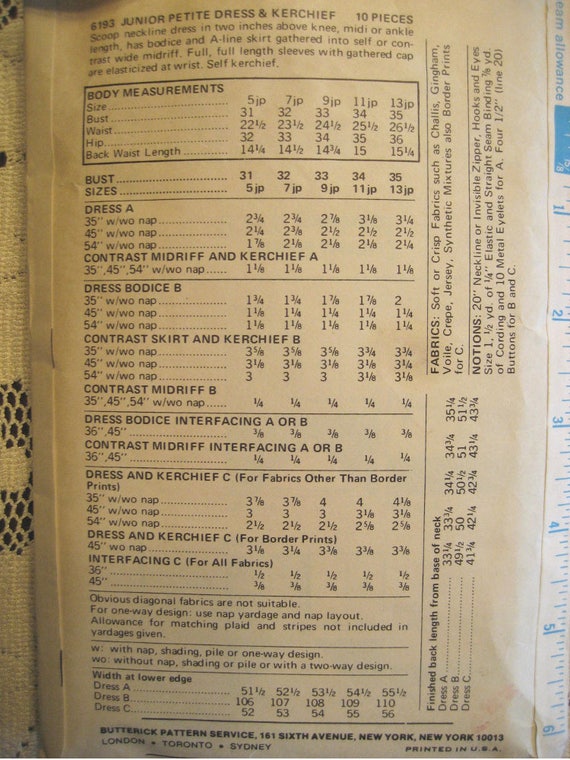 6193 JUNIOR PETITE DRESS & KERCHIEF 10 PIECES
Scoop neckline dress in two inches above knee, midi or ankle
length, has bodice and A-line skirt gathered into self or con-
trast wide midriff. Full, full length sleeves with gathered cap
are elasticized at wrist. Self kerchief.
BODY MEASUREMENTS
Size 5jp 7jp 9jp 11jp 13jp
Bust 31 32 33 34 35
Waist 22½ 23½ 24½ 25½ 26½
Hip 32 33 34 35 36
Back Waist Length 14¼ 14½ 14¾ 15 15¼
BUST 31 32 33 34 35
SIZES 5jp 7jp 9jp 11jp 13jp
DRESS A
35" w/wo nap 2¾ 2¾ 2⅞ 3⅛ 3¼
45" w/wo nap 2¼ 2⅜ 2½ 2½ 2½
54" w/wo nap 1⅞ 2⅛ 2⅛ 2⅛ 2¼
CONTRAST MIDRIFF AND KERCHIEF A
35",45",54" w/wo nap 1⅛ 1⅛ 1⅛ 1⅛ 1⅛
DRESS BODICE B
35" w/wo nap 1¾ 1¾ 1⅞ 1⅞ 2
45" w/wo nap 1⅛ 1¼ 1¼ 1¼ 1¼
54" w/wo nap 1⅛ 1⅛ 1⅛ 1⅛ 1¼
CONTRAST SKIRT AND KERCHIEF B
35" w/wo nap 3⅝ 3⅝ 3⅝ 3¾ 3¾
45" w/wo nap 3⅛ 3⅛ 3⅛ 3⅛ 3¼
54" w/wo nap 3 3 3 3⅛ 3⅛
CONTRAST MIDRIFF B
35",45",54" w/wo nap ¼ ¼ ¼ ¼ ¼
DRESS BODICE INTERFACING A OR B
36",45" ⅜ ⅜ ⅜ ⅜ ⅜
CONTRAST MIDRIFF INTERFACING A OR B
36",45" ¼ ¼ ¼ ¼ ¼
DRESS AND KERCHIEF C (For Fabrics Other Than Border
Prints)
35" w/wo nap 3⅞ 3⅞ 4 4 4⅛
45" w/wo nap 3 3 3 3⅛ 3⅛
54" w/wo nap 2½ 2½ 2½ 2⅝ 2⅝
DRESS AND KERCHIEF C (For Border Prints)
45" wo nap 3⅛ 3¼ 3⅜ 3⅜ 3⅜
INTERFACING C (For All Fabrics)
36" ½ ½ ½ ½ ½
45" ⅜ ⅜ ⅜ ⅜ ⅜
Obvious diagonal fabrics are not suitable.
For one-way design: use nap yardage and nap layout.
Allowance for matching plaid and stripes not included in
yardages given.
w: with nap, shading, pile or one-way design.
wo: without nap, shading or pile or with a two-way design.
Width at lower edge
Dress A 51½ 52½ 53½ 54½ 55½
Dress B 106 107 108 109 110
Dress C 52 53 54 55 56
BUTTERICK PATTERN SERVICE, 161 SIXTH AVENUE, NEW YORK, NEW YORK 10013
LONDON • TORONTO • SYDNEY PRINTED IN U.S.A.
FABRICS: Soft or Crisp Fabrics such as Challis, Gingham,
Voile, Crepe, Jersey, Synthetic Mixtures also Border Prints
for C.
NOTIONS: 20" Neckline or Invisible Zipper, Hooks and Eyes
Size 1, ½ yd. of ¼" Elastic and Straight Seam Binding ⅞ yd.
of Cording and 10 Metal Eyelets for A. Four 1/2" (line 20)
Buttons for B and C.
Finished back length from base of neck
Dress A 33¼ 33¾ 34¼ 34¾ 35¼
Dress B 49½ 50 50½ 51 51½
Dress C 41¾ 42¼ 42¾ 43¼ 43¾
seam allowance
5/8
1
2
3
4
5
6